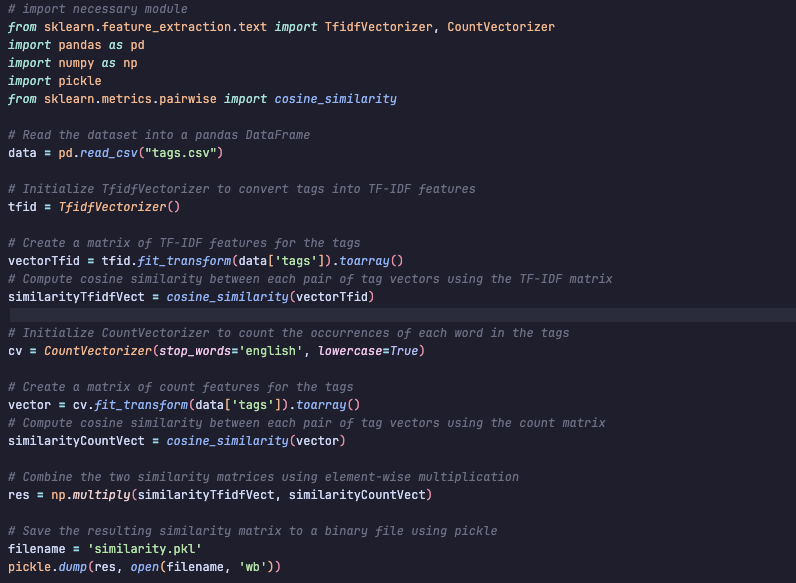 # import necessary module
from sklearn.feature_extraction.text import TfidfVectorizer, CountVectorizer
import pandas as pd
import numpy as np
import pickle
from sklearn.metrics.pairwise import cosine_similarity
# Read the dataset into a pandas DataFrame
data = pd.read_csv("tags.csv")
# Initialize TfidfVectorizer to convert tags into TF-IDF features
tfid = TfidfVectorizer()
# Create a matrix of TF-IDF features for the tags
vectorTfid = tfid.fit_transform(data['tags']).toarray()
# Compute cosine similarity between each pair of tag vectors using the TF-IDF matrix
similarityTfidfVect = cosine_similarity(vectorTfid)
# Initialize CountVectorizer to count the occurrences of each word in the tags
cv = CountVectorizer(stop_words='english', lowercase=True)
# Create a matrix of count features for the tags
vector = cv.fit_transform(data['tags']).toarray()
# Compute cosine similarity between each pair of tag vectors using the count matrix
similarityCountVect = cosine_similarity(vector)
# Combine the two similarity matrices using element-wise multiplication
res = np.multiply(similarityTfidfVect, similarityCountVect)
# Save the resulting similarity matrix to a binary file using pickle
filename = 'similarity.pkl'
pickle.dump(res, open(filename, 'wb'))